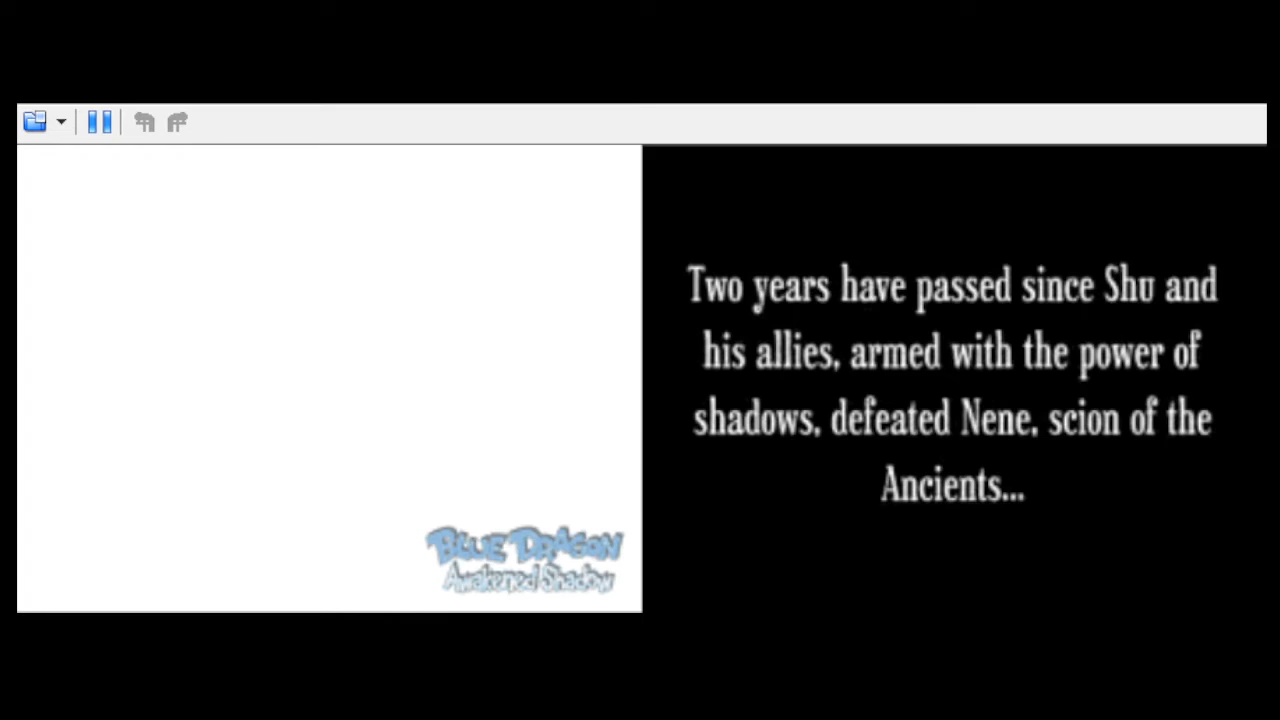 Two years have passed since Shu and
his allies, armed with the power of
shadows, defeated Nene, scion of the
Ancients...
BLUE DRAGON
Awakened Shadow